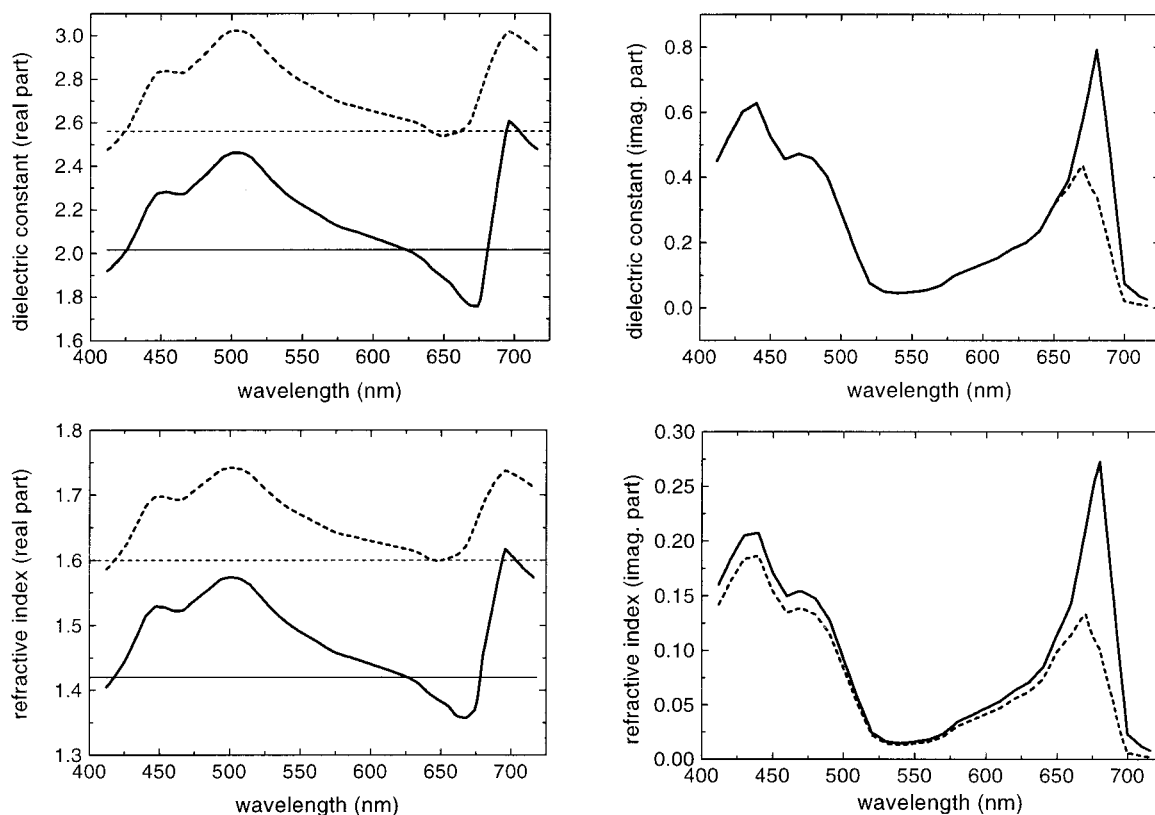 dielectric constant (real part)
3.0
2.8
2.6
2.4
2.2
2.0
1.8
1.6
400 450 500 550 600 650 700
wavelength (nm)
dielectric constant (imag. part)
0.8
0.6
0.4
0.2
0.0
400 450 500 550 600 650 700
wavelength (nm)
refractive index (real part)
1.8
1.7
1.6
1.5
1.4
1.3
400 450 500 550 600 650 700
wavelength (nm)
refractive index (imag. part)
0.30
0.25
0.20
0.15
0.10
0.05
0.00
400 450 500 550 600 650 700
wavelength (nm)